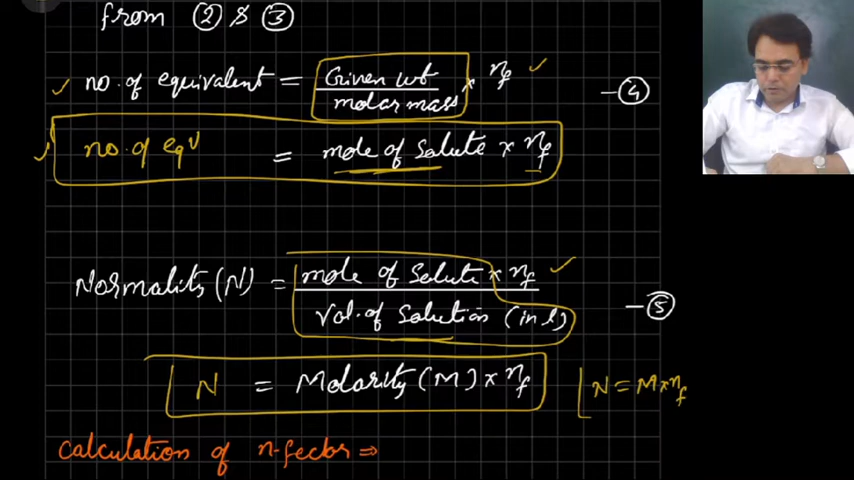 from ② & ③
no. of equivalent = Given wt / molar mass × nf - ④
no. of eqv = mole of solute × nf
Normality (N) = mole of solute × nf / Vol. of solution (in l) - ⑤
N = Molarity (M) × nf
N = M × nf
Calculation of n-factor ⇒